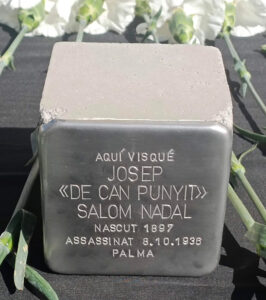 AQUÍ VISQUÉ
JOSEP
«DE CAN PUNYIT»
SALOM NADAL
NASCUT 1897
ASSASSINAT 8.10.1936
PALMA